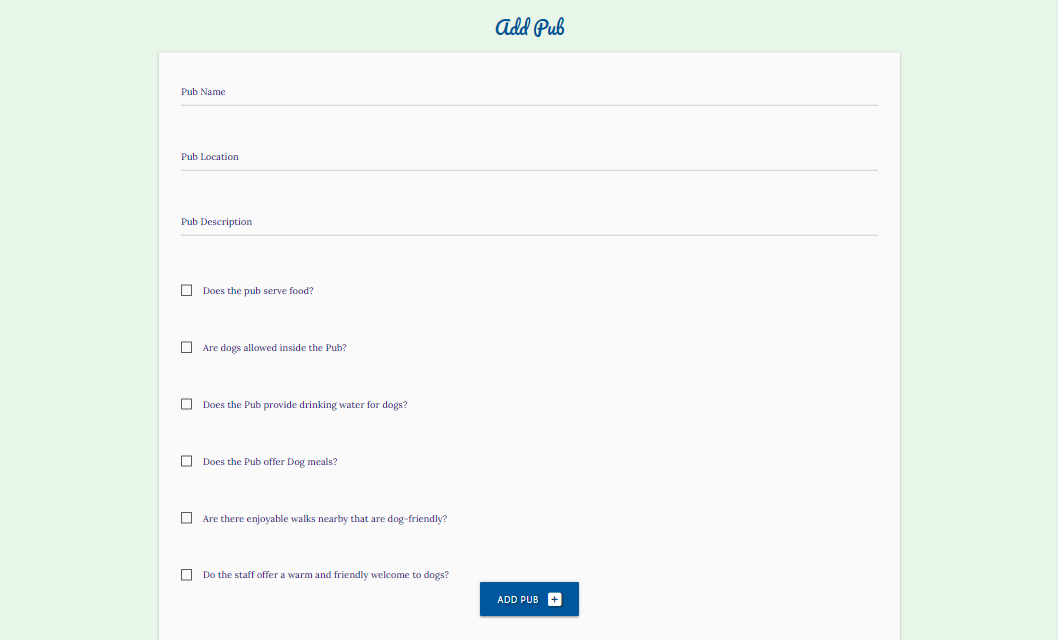 Add Pub
Pub Name
Pub Location
Pub Description
Does the pub serve food?
Are dogs allowed inside the Pub?
Does the Pub provide drinking water for dogs?
Does the Pub offer Dog meals?
Are there enjoyable walks nearby that are dog-friendly?
Do the staff offer a warm and friendly welcome to dogs?
ADD PUB